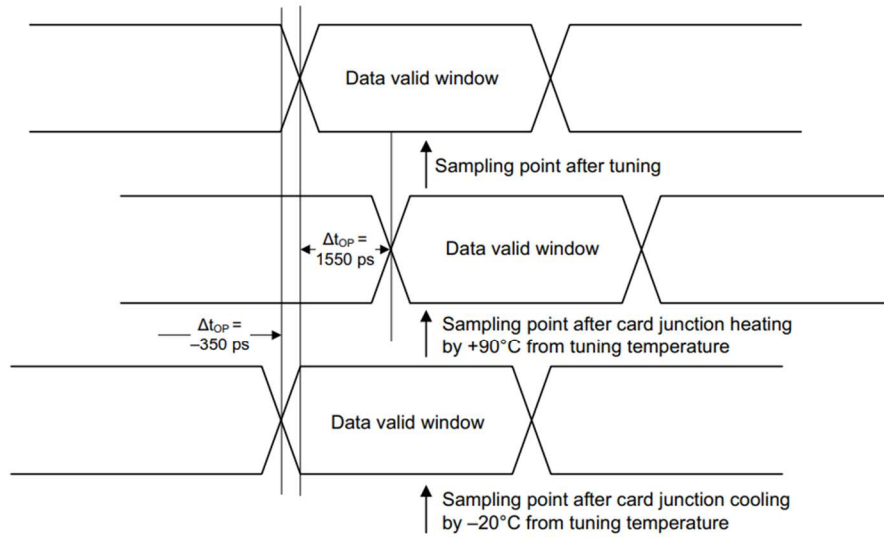 Data valid window
Sampling point after tuning
ΔtOP =
1550 ps
Data valid window
ΔtOP =
–350 ps
Sampling point after card junction heating
by +90°C from tuning temperature
Data valid window
Sampling point after card junction cooling
by –20°C from tuning temperature